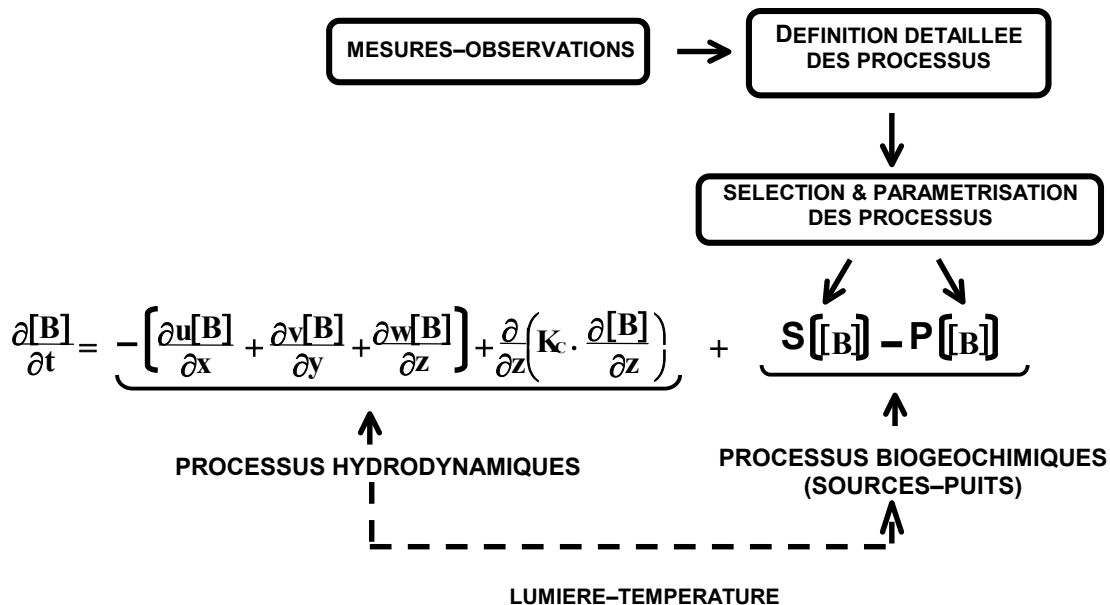 MESURES–OBSERVATIONS
DEFINITION DETAILLEE
DES PROCESSUS
SELECTION & PARAMETRISATION
DES PROCESSUS
∂[B]/∂t = −[∂u[B]/∂x + ∂v[B]/∂y + ∂w[B]/∂z] + ∂/∂z(Kc · ∂[B]/∂z) + S([B]) − P([B])
PROCESSUS HYDRODYNAMIQUES
PROCESSUS BIOGEOCHIMIQUES
(SOURCES–PUITS)
LUMIERE–TEMPERATURE